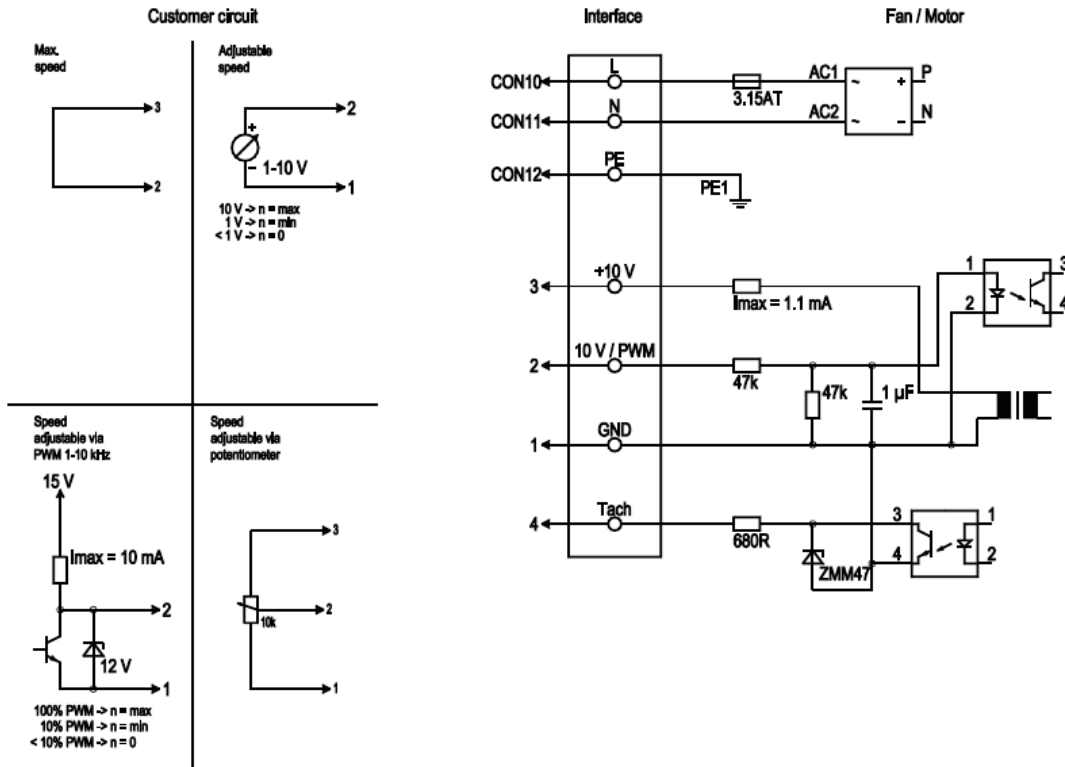 Customer circuit
Interface
Fan / Motor
Max.
speed
3
2
Adjustable
speed
2
+
–
1-10 V
1
10 V -> n = max
1 V -> n = min
< 1 V -> n = 0
Speed
adjustable via
PWM 1-10 kHz
15 V
Imax = 10 mA
2
12 V
1
100% PWM -> n = max
10% PWM -> n = min
< 10% PWM -> n = 0
Speed
adjustable via
potentiometer
3
2
10k
1
CON10
L
3.15AT
AC1
~
+
P
CON11
N
AC2
~
–
N
CON12
PE
PE1
3
+10 V
Imax = 1.1 mA
1
2
3
4
2
10 V / PWM
47k
47k
1 µF
1
GND
4
Tach
680R
ZMM47
3
4
1
2